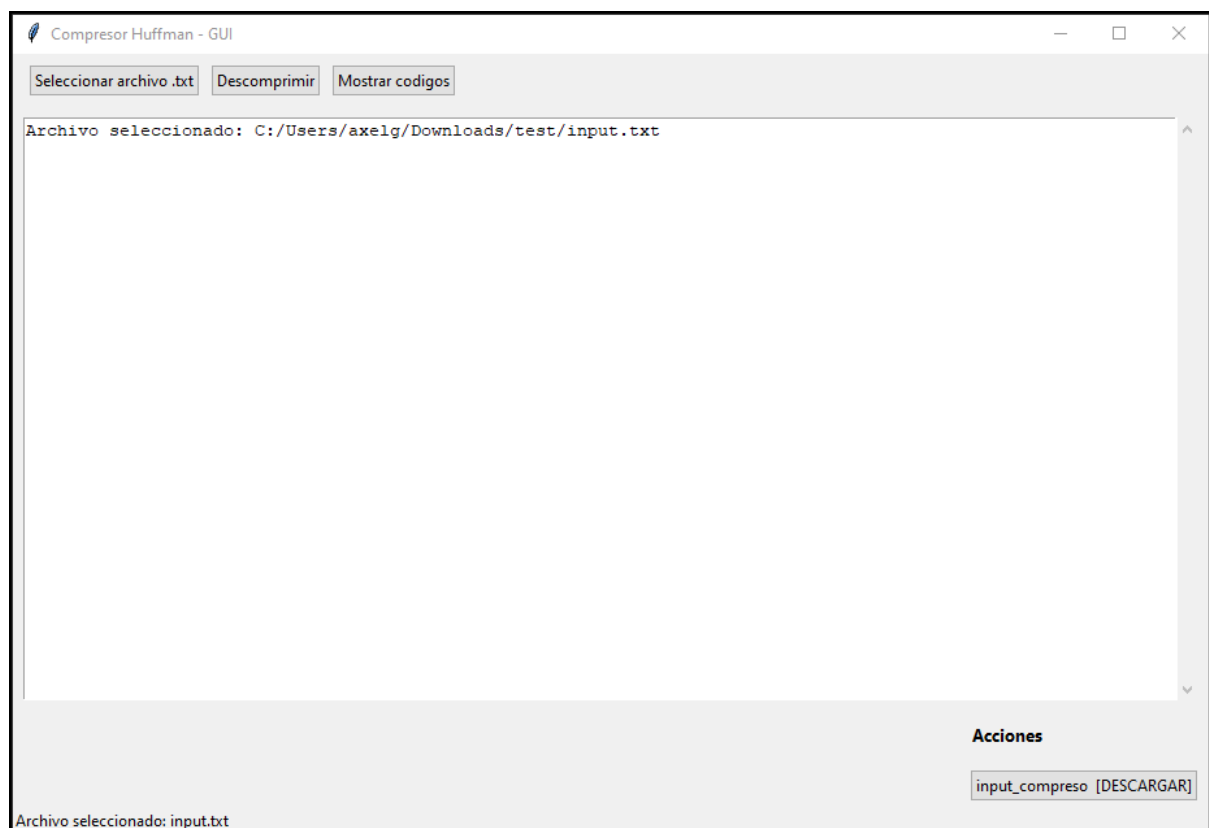 Compresor Huffman - GUI
Seleccionar archivo .txt Descomprimir Mostrar codigos
Archivo seleccionado: C:/Users/axelg/Downloads/test/input.txt
Acciones
input_compreso [DESCARGAR]
Archivo seleccionado: input.txt